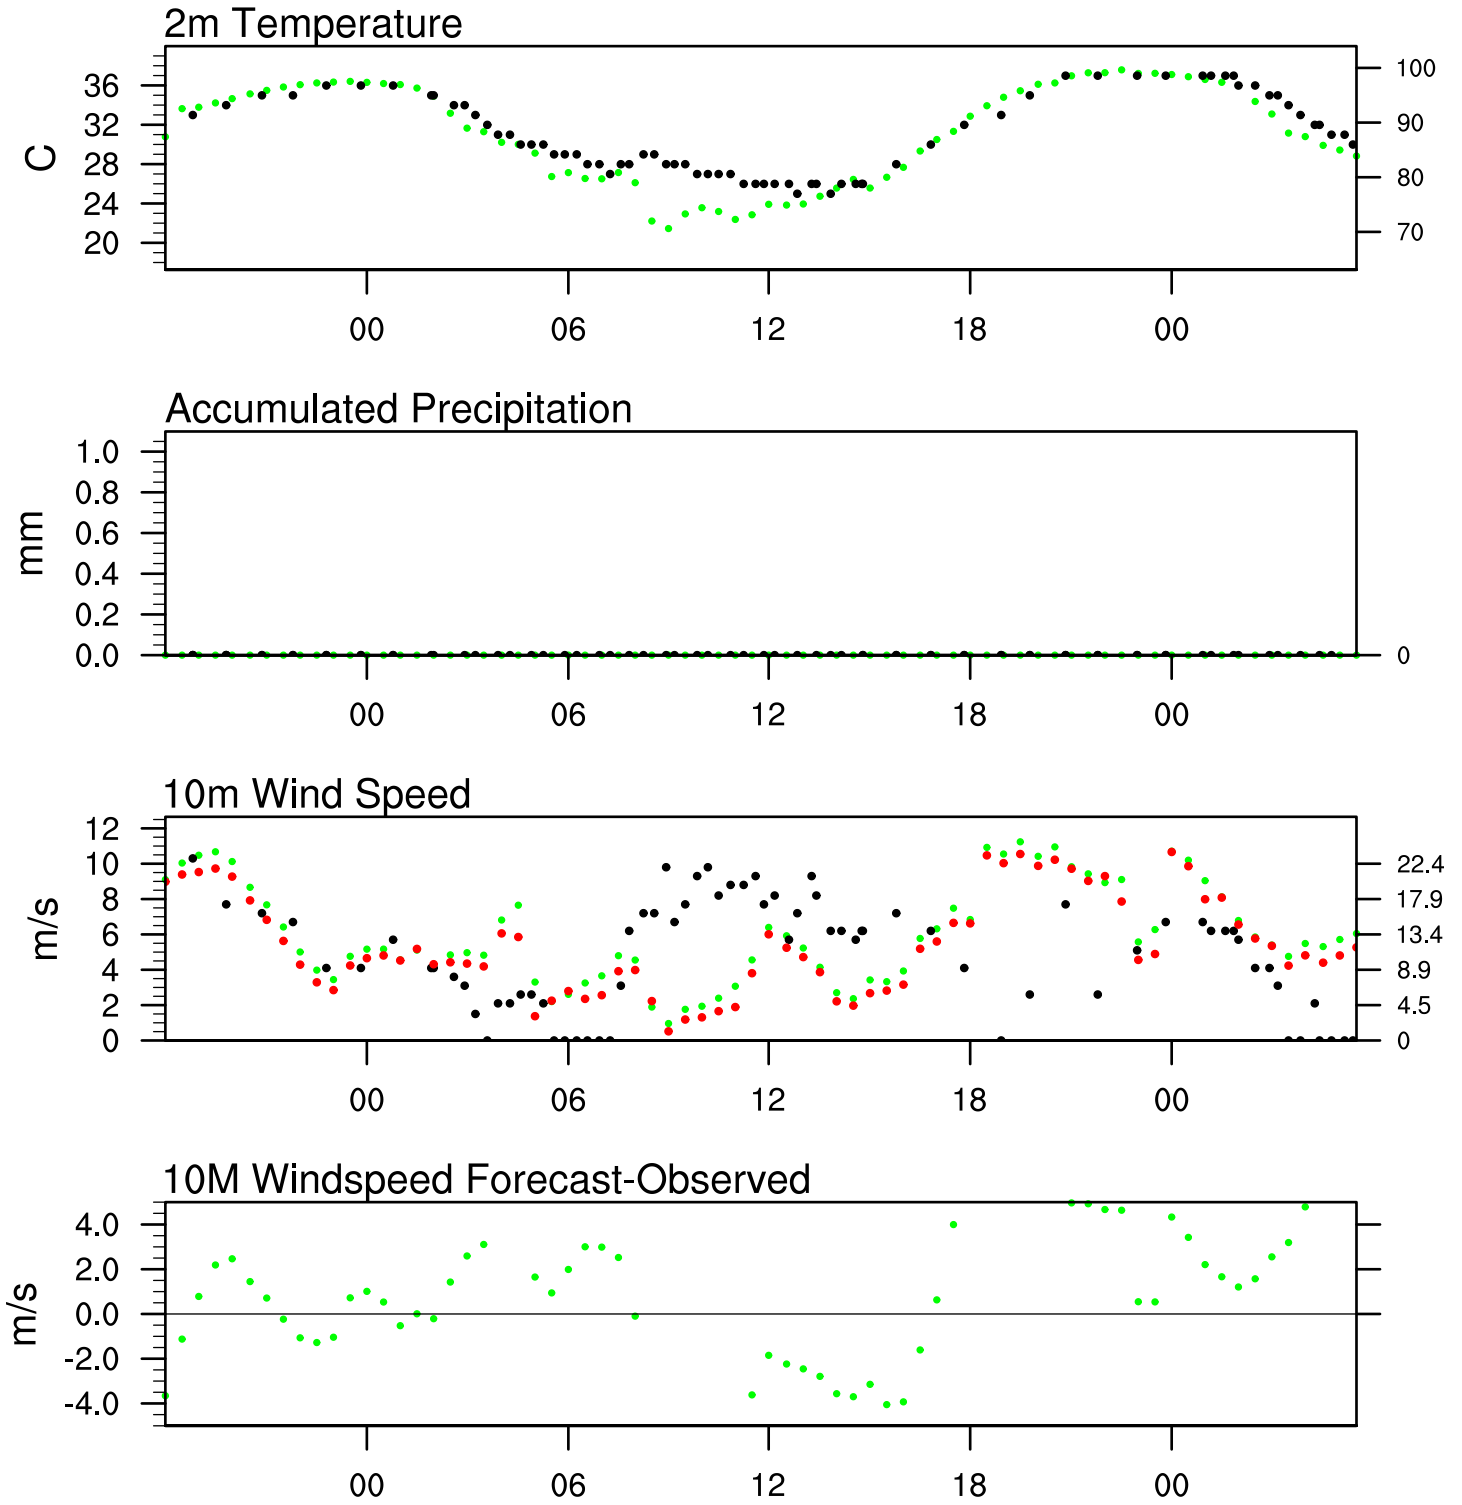 2m Temperature
C
36
32
28
24
20
100
90
80
70
00 06 12 18 00
Accumulated Precipitation
mm
1.0
0.8
0.6
0.4
0.2
0.0
0
00 06 12 18 00
10m Wind Speed
m/s
12
10
8
6
4
2
0
22.4
17.9
13.4
8.9
4.5
0
00 06 12 18 00
10M Windspeed Forecast-Observed
m/s
4.0
2.0
0.0
-2.0
-4.0
00 06 12 18 00